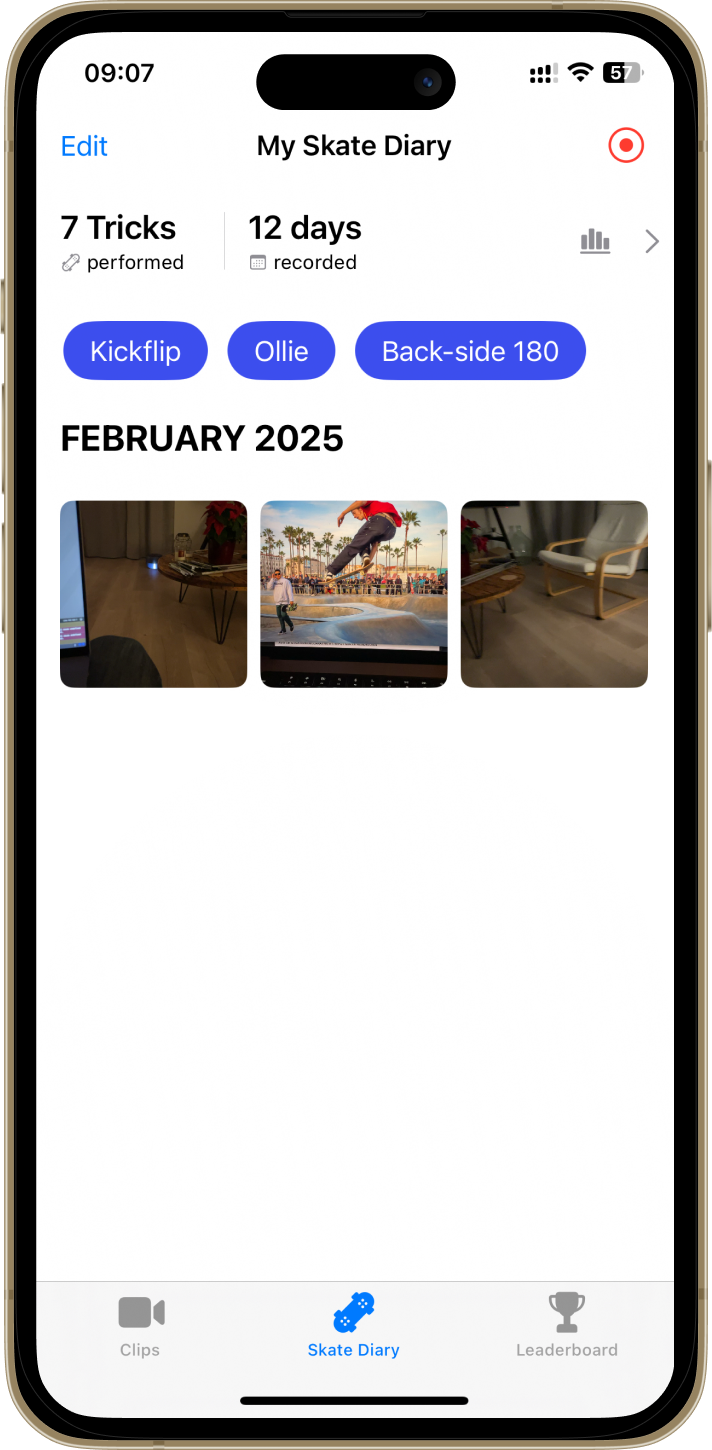 09:07
57
Edit
My Skate Diary
7 Tricks
performed
12 days
recorded
Kickflip
Ollie
Back-side 180
FEBRUARY 2025
Clips
Skate Diary
Leaderboard